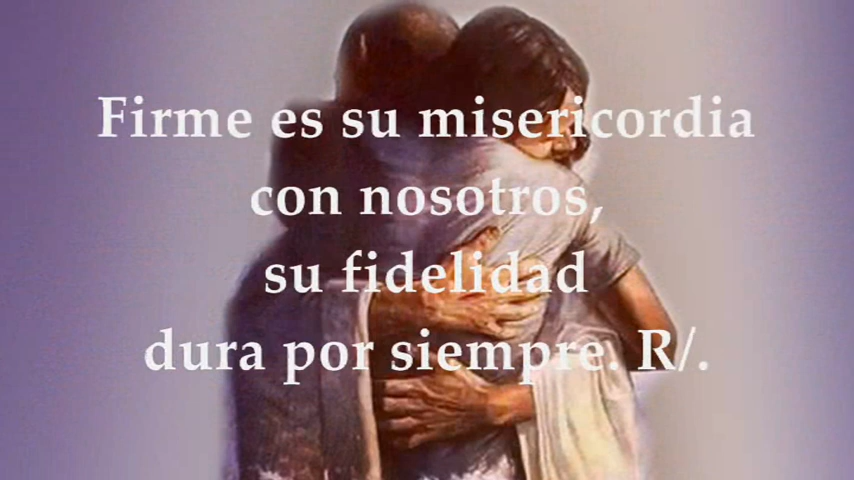 Firme es su misericordia
con nosotros,
su fidelidad
dura por siempre. R/.